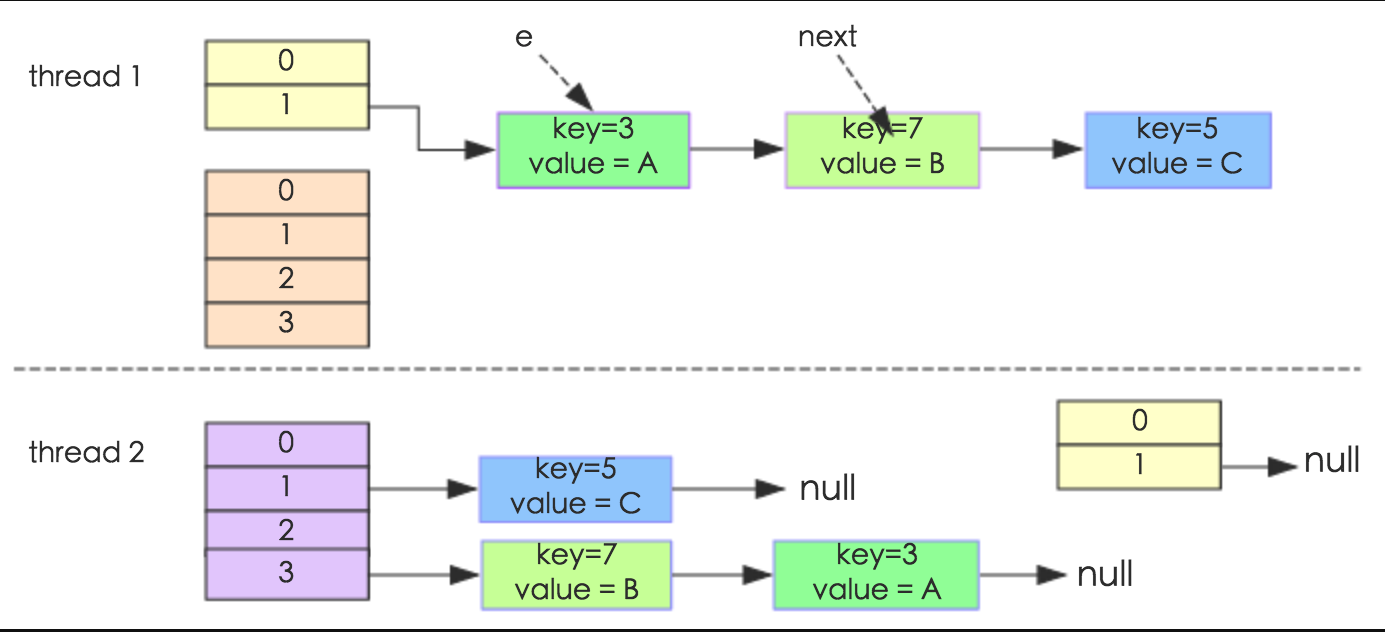 e
next
thread 1
0
1
key=3
value = A
key=7
value = B
key=5
value = C
0
1
2
3
thread 2
0
1
2
3
key=5
value = C
null
key=7
value = B
key=3
value = A
null
0
1
null